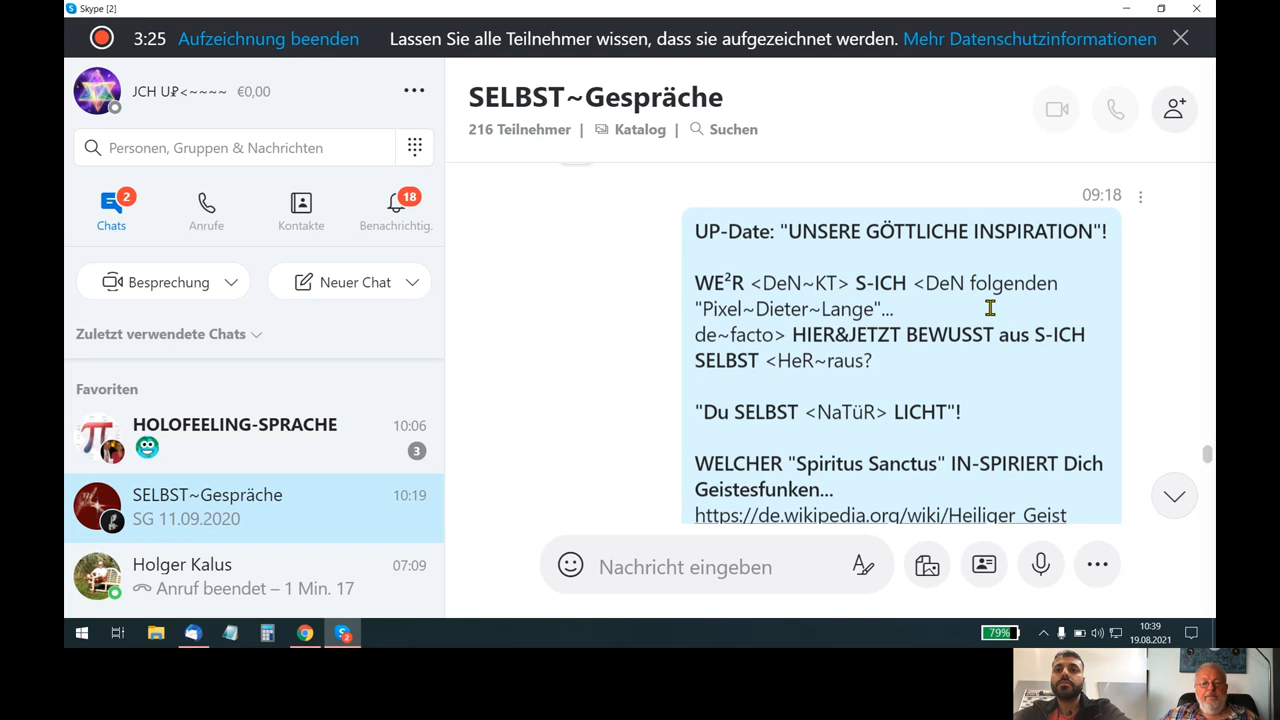 Skype [2]
3:25 Aufzeichnung beenden Lassen Sie alle Teilnehmer wissen, dass sie aufgezeichnet werden. Mehr Datenschutzinformationen
€0,00
Personen, Gruppen & Nachrichten
2
18
Chats Anrufe Kontakte Benachrichtig.
Besprechung Neuer Chat
Zuletzt verwendete Chats
Favoriten
HOLOFEELING-SPRACHE 10:06
3
SELBST~Gespräche 10:19
SG 11.09.2020
Holger Kalus 07:09
Anruf beendet – 1 Min. 17
SELBST~Gespräche
216 Teilnehmer | Katalog | Suchen
09:18
UP-Date: "UNSERE GÖTTLICHE INSPIRATION"!
WE²R <DeN~KT> S-ICH <DeN folgenden
"Pixel~Dieter~Lange"...
de~facto> HIER&JETZT BEWUSST aus S-ICH
SELBST <HeR~raus?
"Du SELBST <NaTüR> LICHT"!
WELCHER "Spiritus Sanctus" IN-SPIRIERT Dich
Geistesfunken...
https://de.wikipedia.org/wiki/Heiliger_Geist
Nachricht eingeben
79%
10:39
19.08.2021